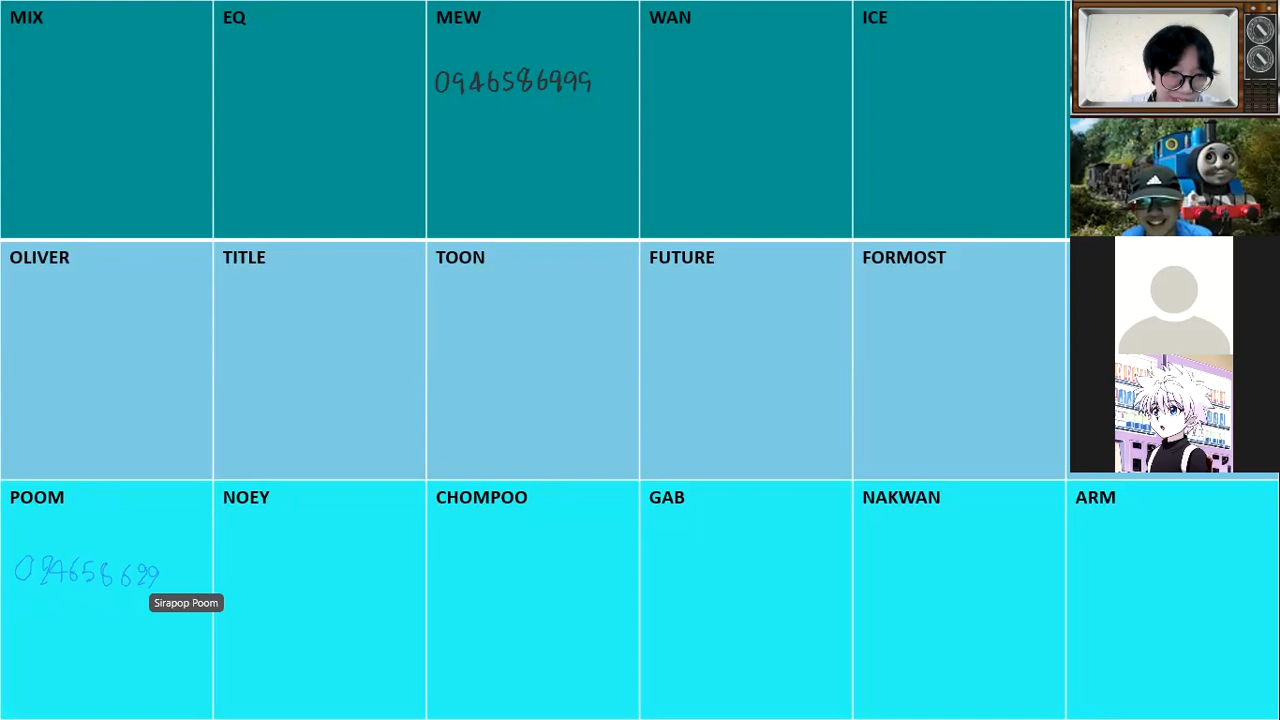 MIX EQ MEW WAN ICE
0946586999
OLIVER TITLE TOON FUTURE FORMOST
POOM NOEY CHOMPOO GAB NAKWAN ARM
094658699
Sirapop Poom